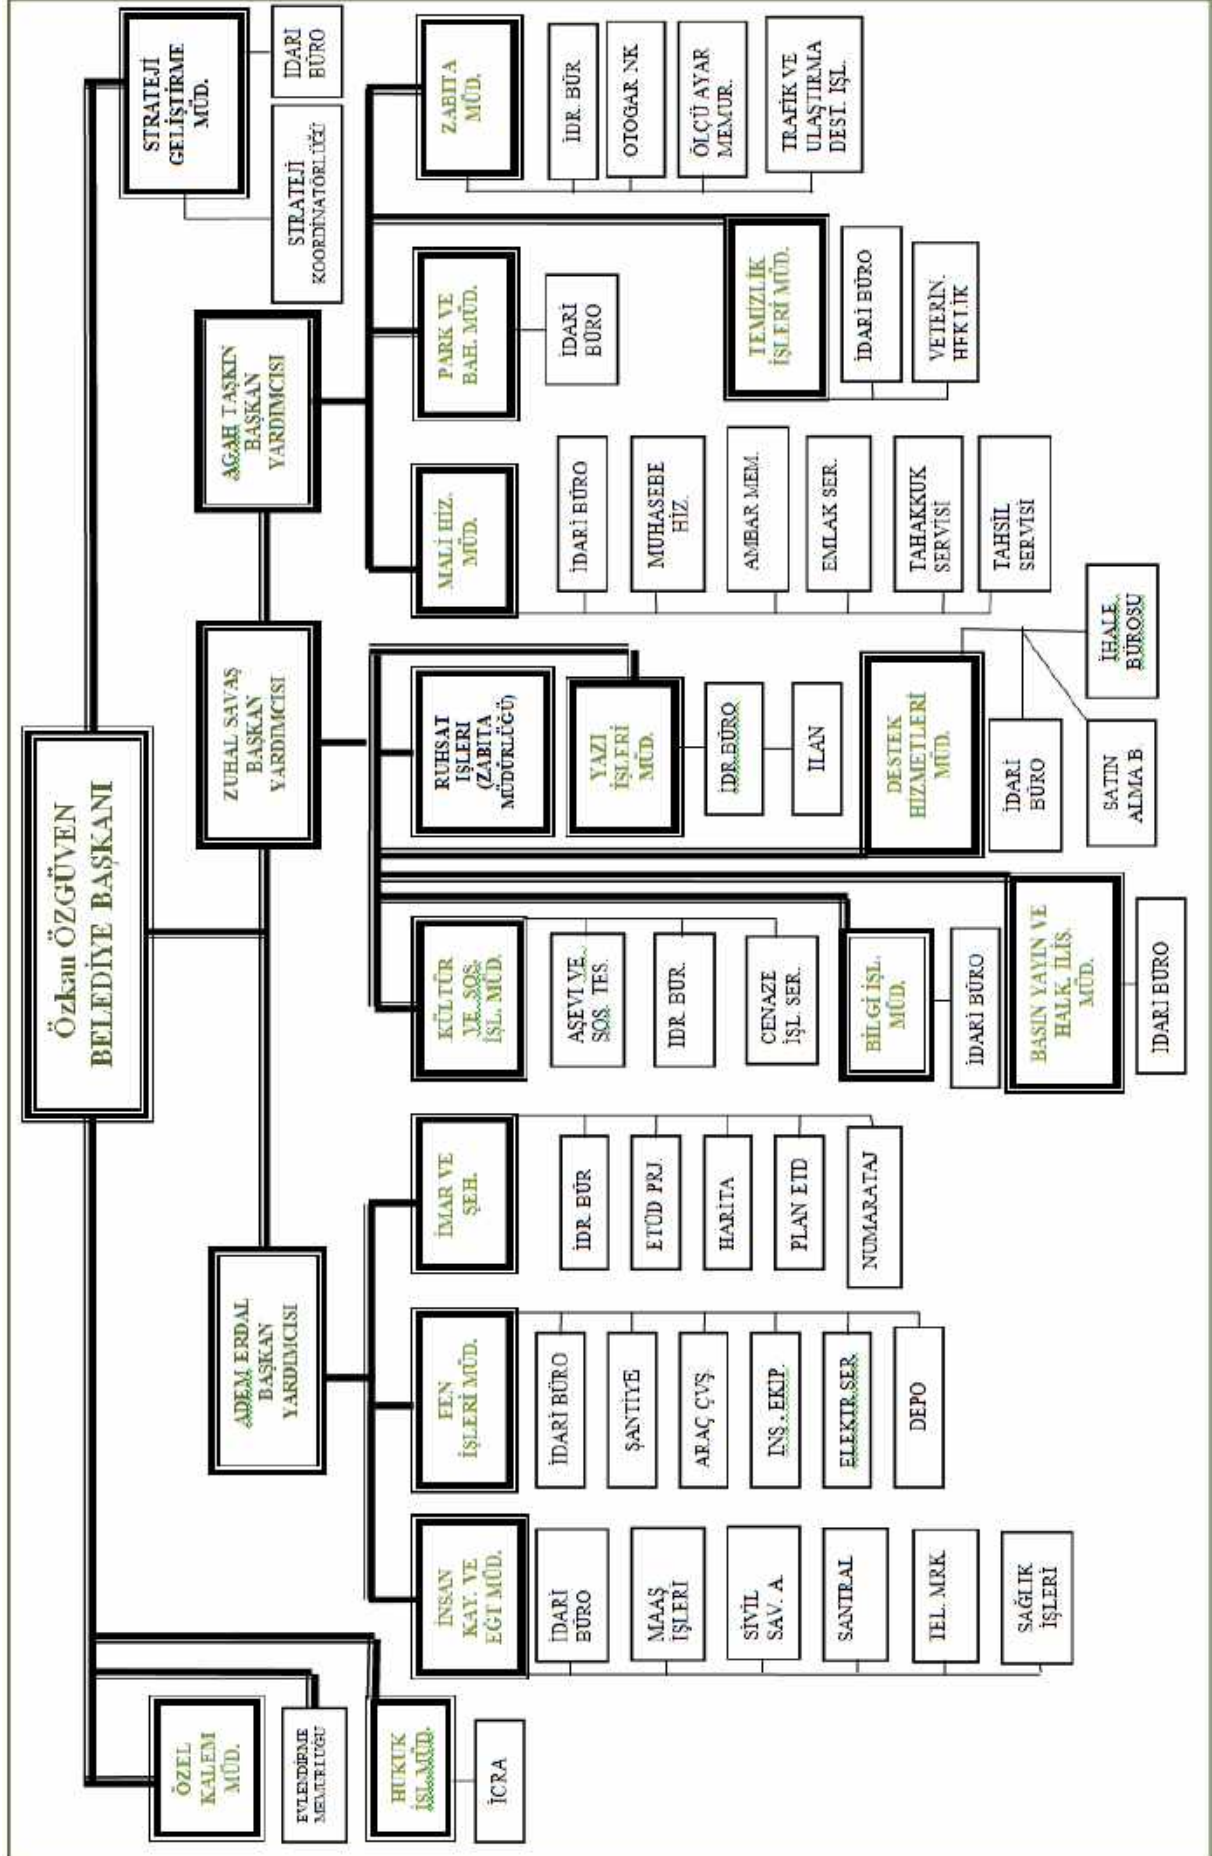 Özkan ÖZGÜVEN
BELEDİYE BAŞKANI
ÖZEL
KALEM
MÜD.
EVLENDİRME
MEMURLUĞU
HUKUK
İŞL.MÜD.
İCRA
STRATEJİ
GELİŞTİRME
MÜD.
STRATEJİ
KOORDİNATÖRLÜĞÜ
İDARİ
BÜRO
ADEM ERDAL
BAŞKAN
YARDIMCISI
ZUHAL SAVAŞ
BAŞKAN
YARDIMCISI
AGAH TAŞKIN
BAŞKAN
YARDIMCISI
İNSAN
KAY. VE
EĞT MÜD.
İDARİ
BÜRO
MAAŞ
İŞLERİ
SİVİL
SAV. A.
SANTRAL
TEL. MRK.
SAĞLIK
İŞLERİ
FEN
İŞLERİ MÜD.
İDARİ BÜRO
ŞANTİYE
ARAÇ ÇVŞ.
İNŞ. EKİP.
ELEKTR.SER.
DEPO
İMAR VE
ŞEH.
İDR. BÜR
ETÜD PRJ.
HARİTA
PLAN ETD
NUMARATAJ
KÜLTÜR
VE SOS.
İŞL. MÜD.
AŞEVİ VE
SOS. TES.
İDR. BUR.
CENAZE
İŞL. SER.
BİLGİ İŞL.
MÜD.
İDARİ BÜRO
BASIN YAYIN VE
HALK. İLİŞ.
MÜD.
İDARİ BURO
RUHSAT
IŞLERİ
(ZABITA
MÜDÜRLÜĞÜ)
YAZI
İŞLERİ
MÜD.
İDR.BÜRO
ILAN
DESTEK
HİZMETLERİ
MÜD.
İDARİ
BÜRO
SATIN
ALMA B
İHALE
BÜROSU
MALİ HİZ.
MÜD.
İDARİ BÜRO
MUHASEBE
HİZ.
AMBAR MEM.
EMLAK SER.
TAHAKKUK
SERVİSİ
TAHSİL
SERVİSİ
PARK VE
BAH. MÜD.
İDARİ
BÜRO
TEMİZLİK
İŞLERİ MÜD.
İDARİ BÜRO
VETERİN.
HEKLİK
ZABITA
MÜD.
İDR. BÜR
OTOGAR NK
ÖLÇÜ AYAR
MEMUR.
TRAFİK VE
ULAŞTIRMA
DEST. İŞL.